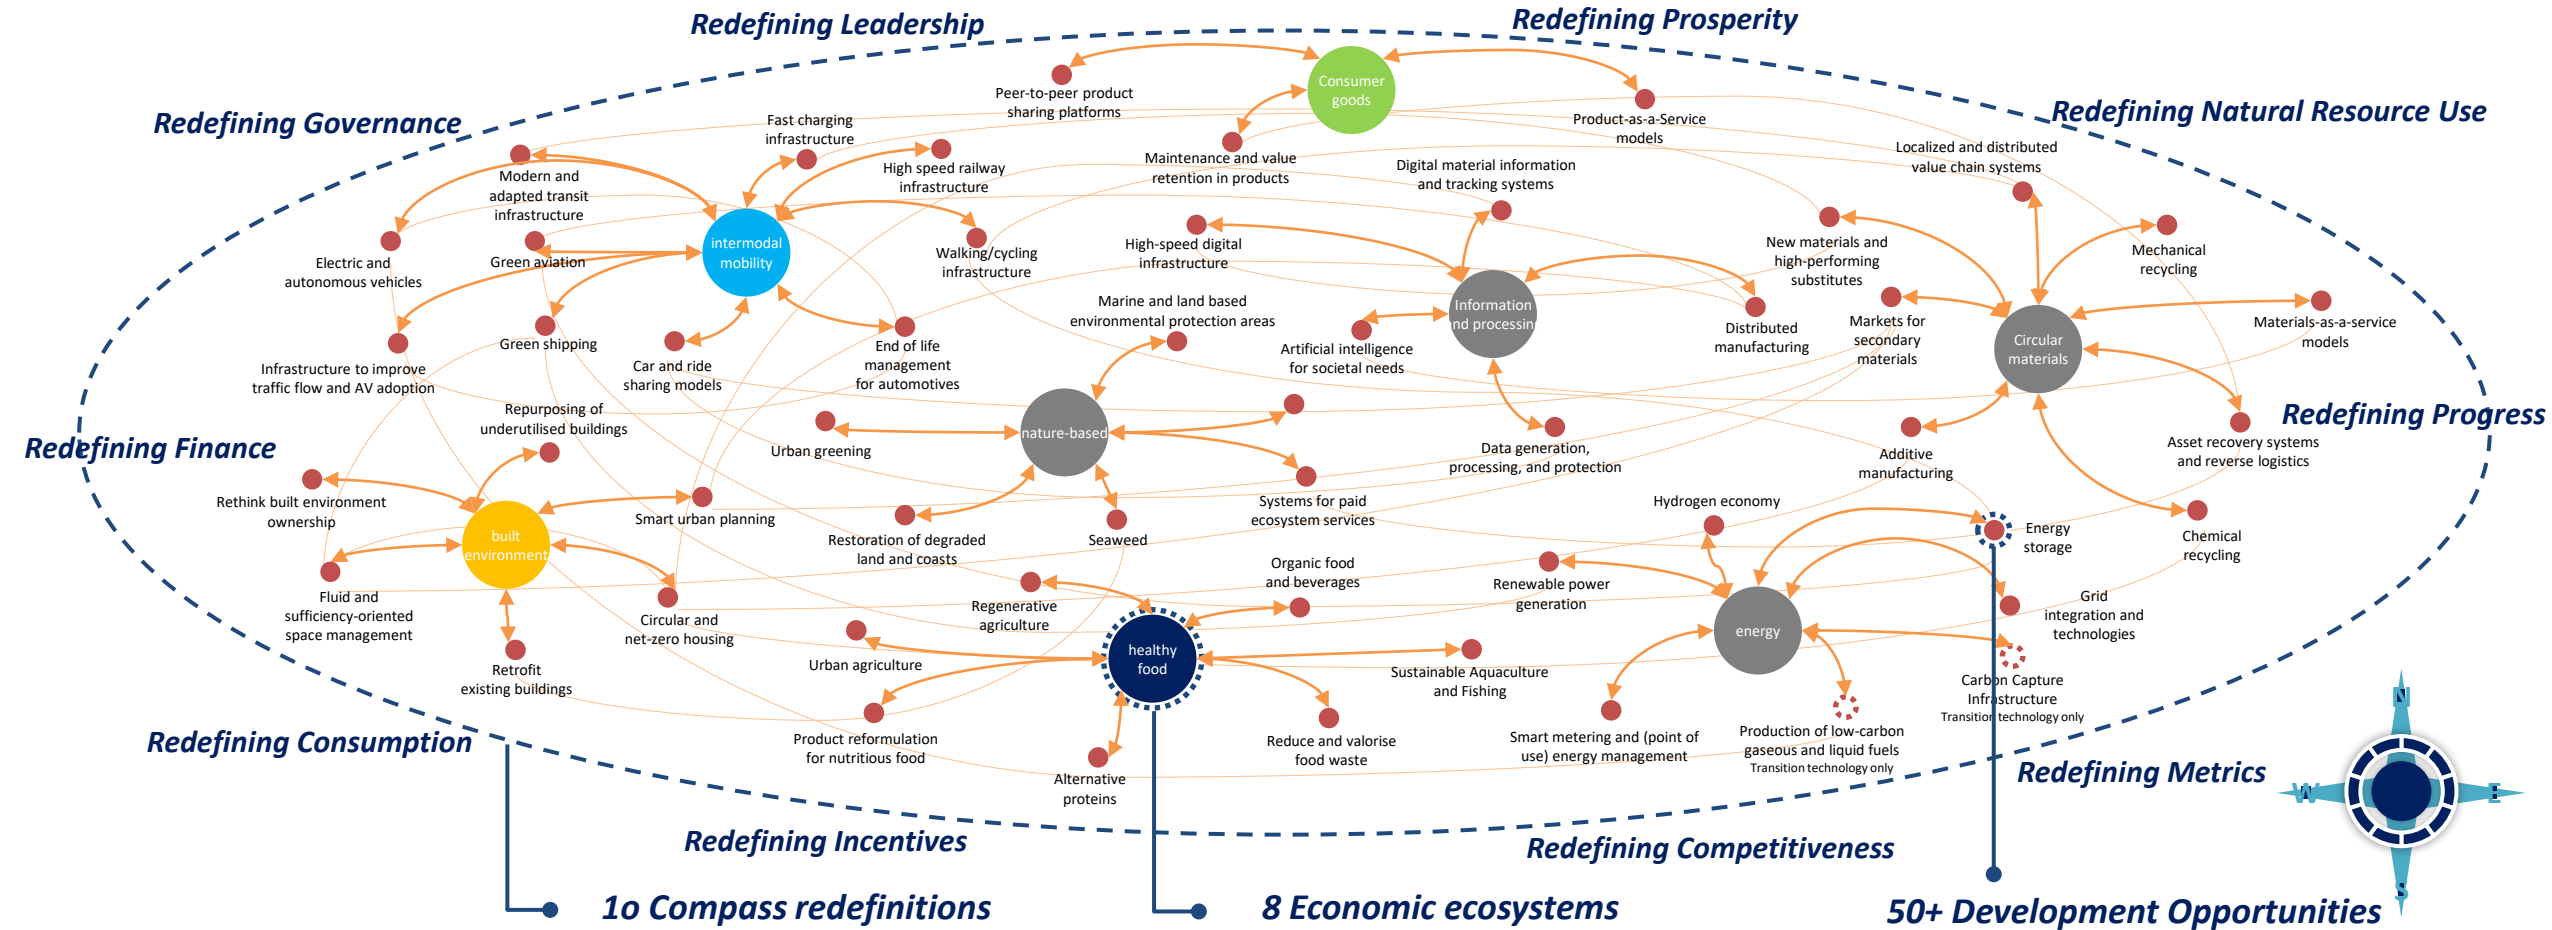 Redefining Leadership
Redefining Prosperity
Redefining Governance
Redefining Natural Resource Use
Consumer
goods
Peer-to-peer product
sharing platforms
Product-as-a-Service
models
Maintenance and value
retention in products
Fast charging
infrastructure
High speed railway
infrastructure
Modern and
adapted transit
infrastructure
Digital material information
and tracking systems
Localized and distributed
value chain systems
Electric and
autonomous vehicles
Green aviation
intermodal
mobility
Walking/cycling
infrastructure
High-speed digital
infrastructure
New materials and
high-performing
substitutes
Mechanical
recycling
Infrastructure to improve
traffic flow and AV adoption
Green shipping
Car and ride
sharing models
End of life
management
for automotives
Marine and land based
environmental protection areas
Information
and processing
Artificial intelligence
for societal needs
Distributed
manufacturing
Markets for
secondary
materials
Circular
materials
Materials-as-a-service
models
Redefining Finance
Redefining Progress
Repurposing of
underutilised buildings
Urban greening
nature-based
Data generation,
processing, and protection
Additive
manufacturing
Asset recovery systems
and reverse logistics
Rethink built environment
ownership
Smart urban planning
Restoration of degraded
land and coasts
Seaweed
Systems for paid
ecosystem services
Hydrogen economy
Energy
storage
Chemical
recycling
built
environment
Fluid and
sufficiency-oriented
space management
Circular and
net-zero housing
Retrofit
existing buildings
Regenerative
agriculture
Organic food
and beverages
Renewable power
generation
Grid
integration and
technologies
Urban agriculture
healthy
food
Sustainable Aquaculture
and Fishing
energy
Carbon Capture
Infrastructure
Transition technology only
Product reformulation
for nutritious food
Alternative
proteins
Reduce and valorise
food waste
Smart metering and (point of
use) energy management
Production of low-carbon
gaseous and liquid fuels
Transition technology only
Redefining Consumption
Redefining Metrics
Redefining Incentives
Redefining Competitiveness
N
W
E
S
1o Compass redefinitions
8 Economic ecosystems
50+ Development Opportunities